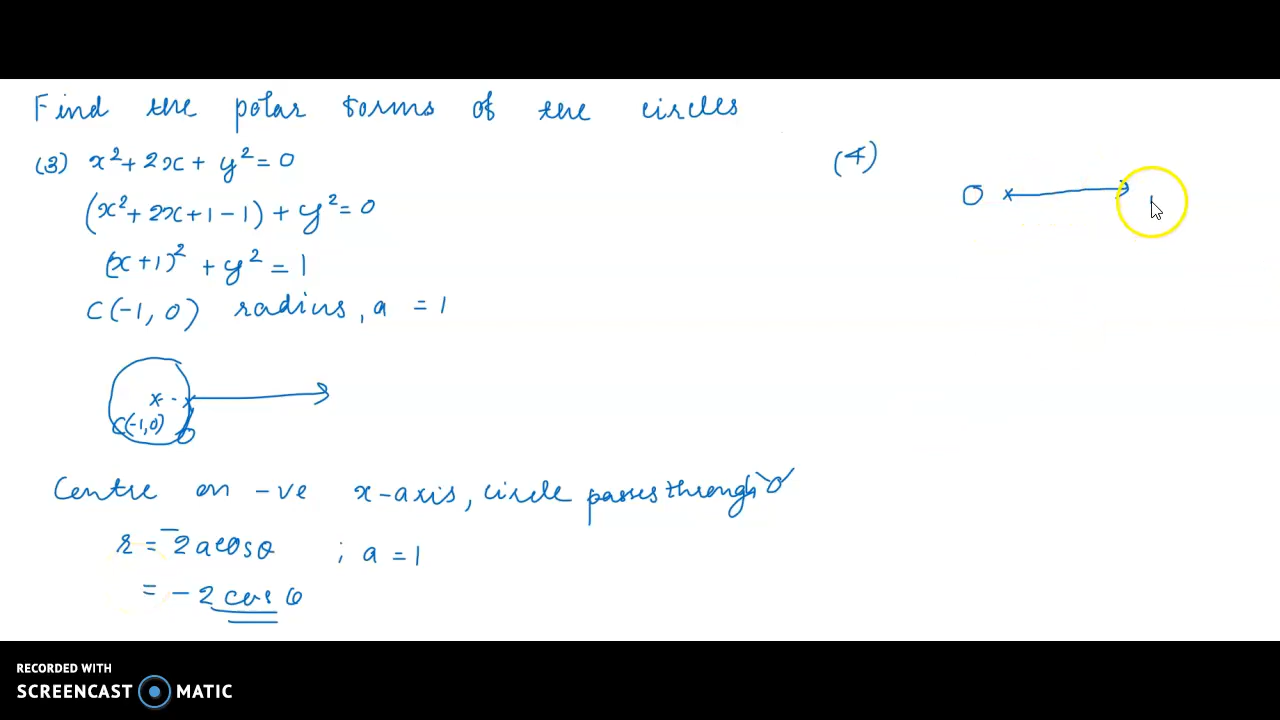 Find the polar forms of the circles
(3) x² + 2x + y² = 0
(x² + 2x + 1 - 1) + y² = 0
(x + 1)² + y² = 1
C(-1, 0) radius, a = 1
C(-1,0) O
Centre on -ve x-axis, circle passes through O
r = -2acosθ ; a = 1
= -2 cos θ
(4)
O
RECORDED WITH
SCREENCAST MATIC